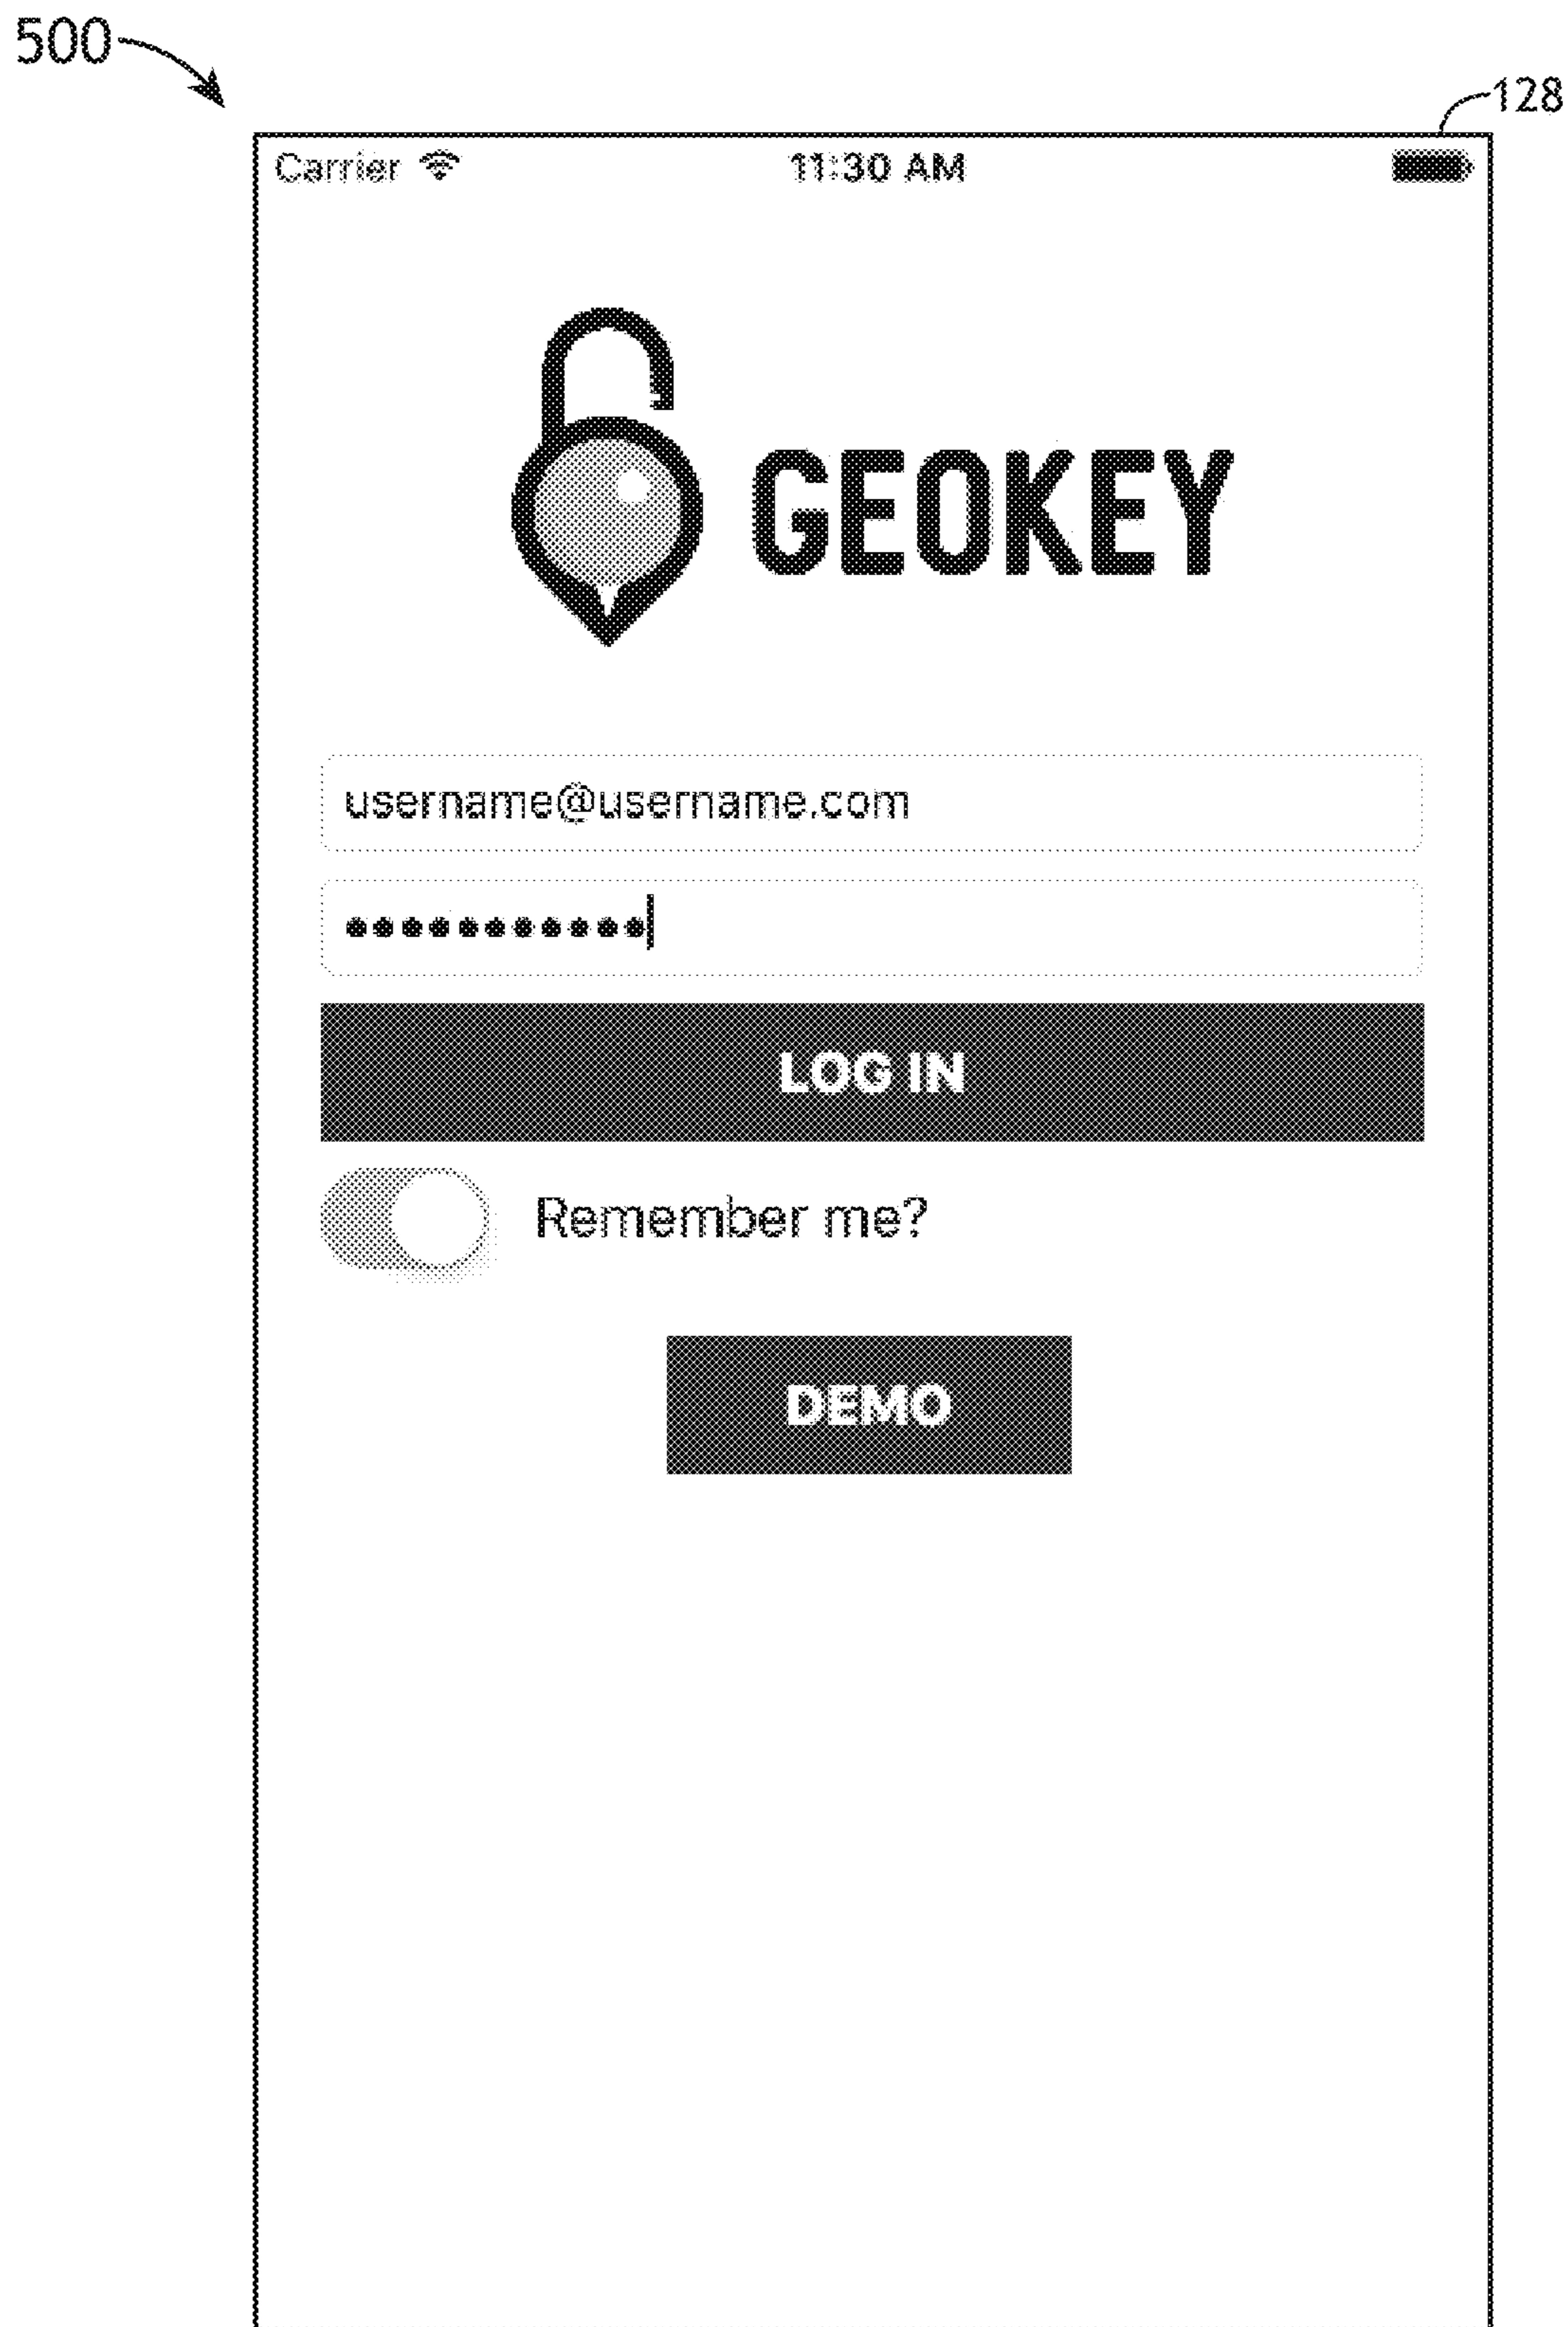 500
128
Carrier 11:30 AM
GEOKEY
username@username.com
•••••••••••
LOG IN
Remember me?
DEMO